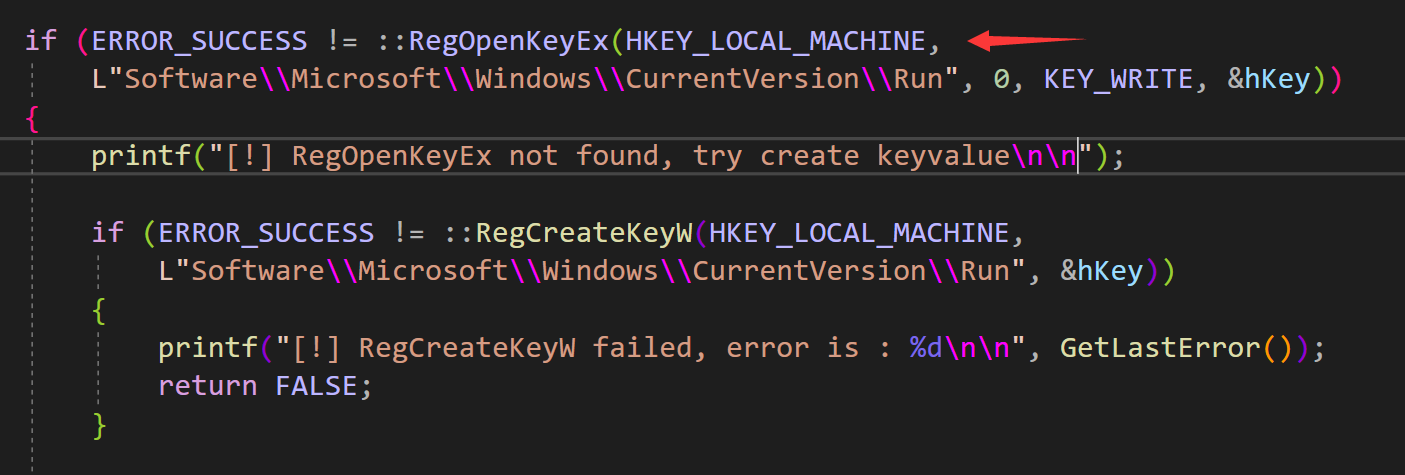 if (ERROR_SUCCESS != ::RegOpenKeyEx(HKEY_LOCAL_MACHINE,
L"Software\\Microsoft\\Windows\\CurrentVersion\\Run", 0, KEY_WRITE, &hKey))
{
printf("[!] RegOpenKeyEx not found, try create keyvalue\n\n");
if (ERROR_SUCCESS != ::RegCreateKeyW(HKEY_LOCAL_MACHINE,
L"Software\\Microsoft\\Windows\\CurrentVersion\\Run", &hKey))
{
printf("[!] RegCreateKeyW failed, error is : %d\n\n", GetLastError());
return FALSE;
}